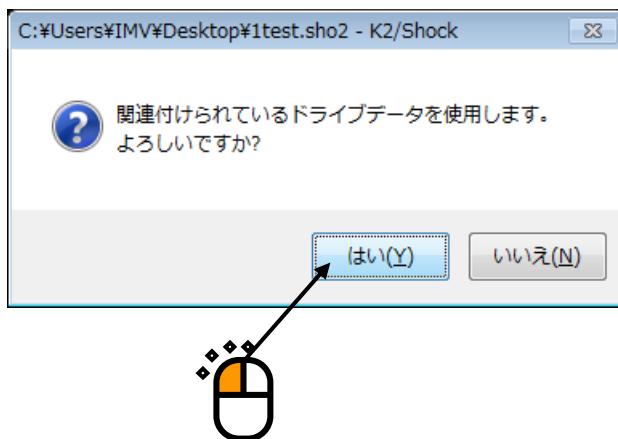 C:¥Users¥IMV¥Desktop¥1test.sho2 - K2/Shock
関連付けられているドライブデータを使用します。
よろしいですか?
はい(Y)
いいえ(N)